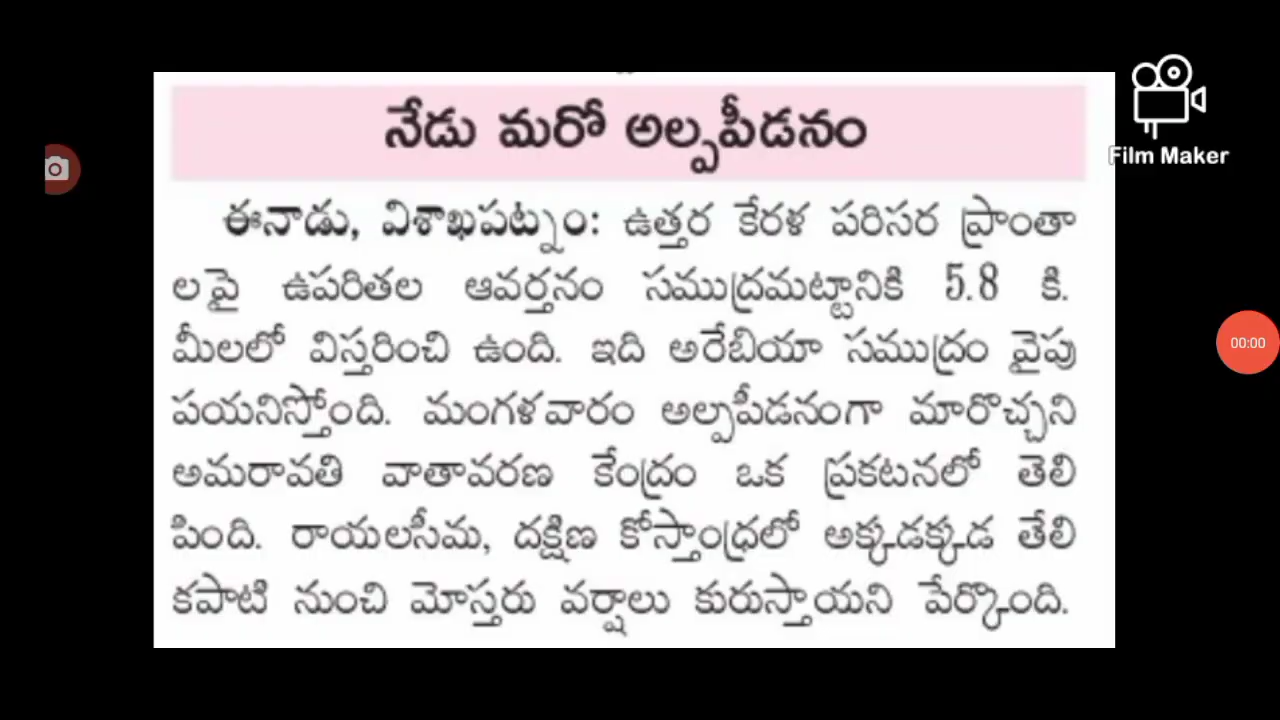 నేడు మరో అల్పపీడనం
Film Maker
ఈనాడు, విశాఖపట్నం: ఉత్తర కేరళ పరిసర ప్రాంతా
లపై ఉపరితల ఆవర్తనం సముద్రమట్టానికి 5.8 కి.
మీలలో విస్తరించి ఉంది. ఇది అరేబియా సముద్రం వైపు
00:00
పయనిస్తోంది. మంగళవారం అల్పపీడనంగా మారొచ్చని
అమరావతి వాతావరణ కేంద్రం ఒక ప్రకటనలో తెలి
పింది. రాయలసీమ, దక్షిణ కోస్తాంధ్రలో అక్కడక్కడ తేలి
కపాటి నుంచి మోస్తరు వర్షాలు కురుస్తాయని పేర్కొంది.